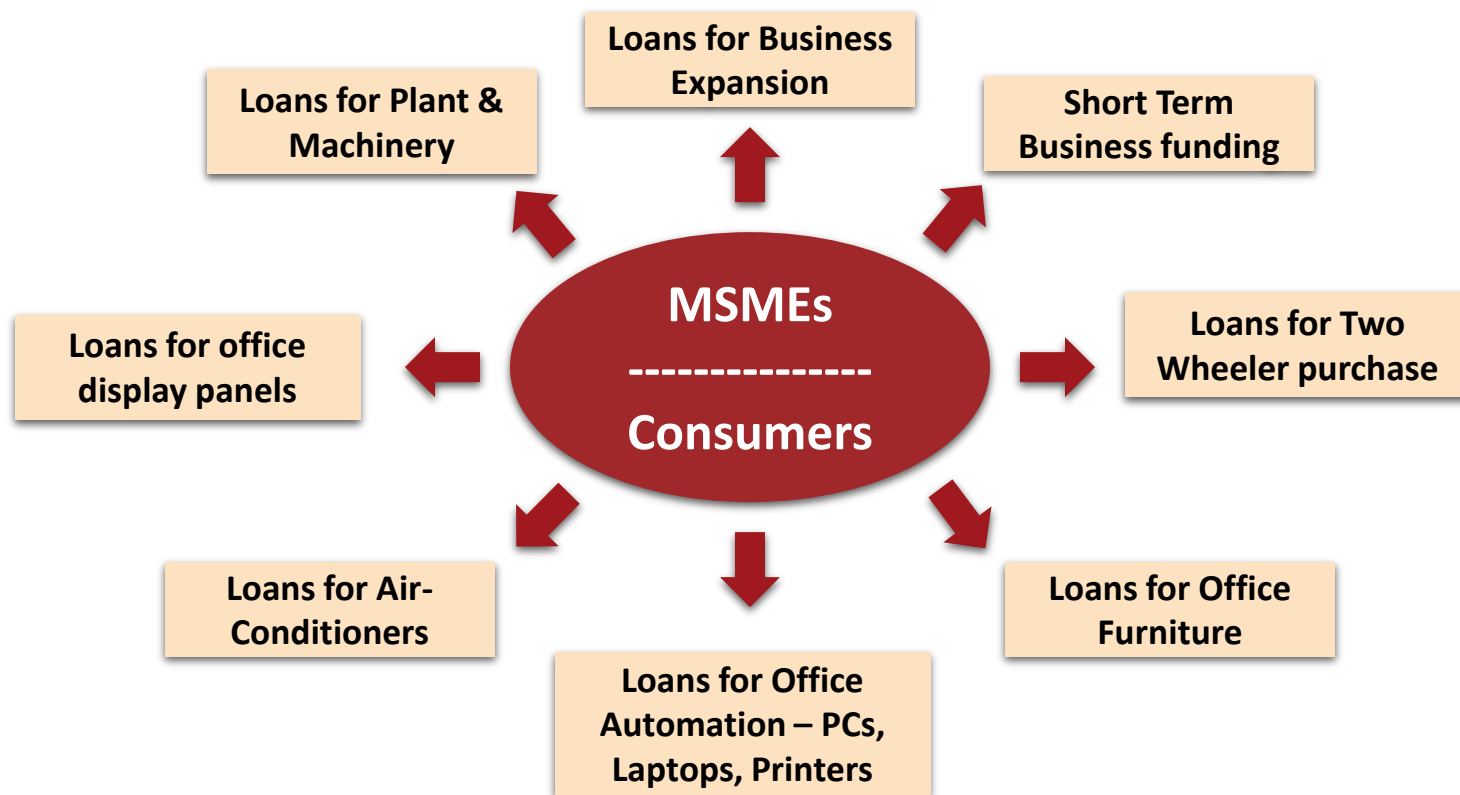 Loans for Business
Expansion
Loans for Plant &
Machinery
Short Term
Business funding
MSMEs
---------------
Consumers
Loans for office
display panels
Loans for Two
Wheeler purchase
Loans for Air-
Conditioners
Loans for Office
Furniture
Loans for Office
Automation – PCs,
Laptops, Printers